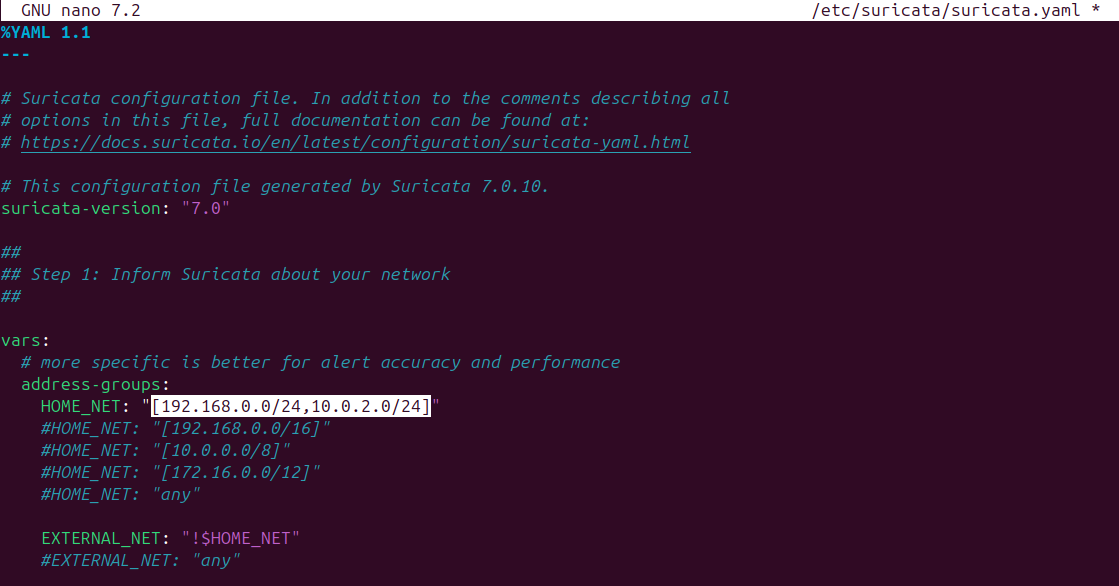 GNU nano 7.2 /etc/suricata/suricata.yaml *
%YAML 1.1
---
# Suricata configuration file. In addition to the comments describing all
# options in this file, full documentation can be found at:
# https://docs.suricata.io/en/latest/configuration/suricata-yaml.html
# This configuration file generated by Suricata 7.0.10.
suricata-version: "7.0"
##
## Step 1: Inform Suricata about your network
##
vars:
# more specific is better for alert accuracy and performance
address-groups:
HOME_NET: "[192.168.0.0/24,10.0.2.0/24]"
#HOME_NET: "[192.168.0.0/16]"
#HOME_NET: "[10.0.0.0/8]"
#HOME_NET: "[172.16.0.0/12]"
#HOME_NET: "any"
EXTERNAL_NET: "!$HOME_NET"
#EXTERNAL_NET: "any"